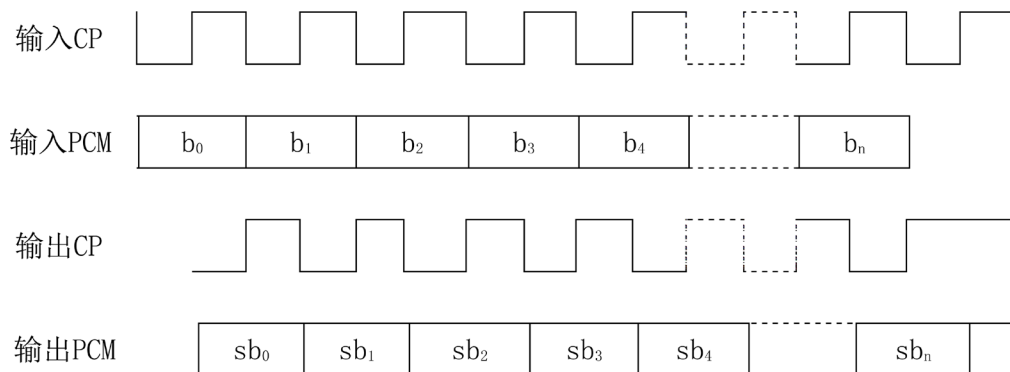 输入CP
输入PCM b₀ b₁ b₂ b₃ b₄ bₙ
输出CP
输出PCM sb₀ sb₁ sb₂ sb₃ sb₄ sbₙ